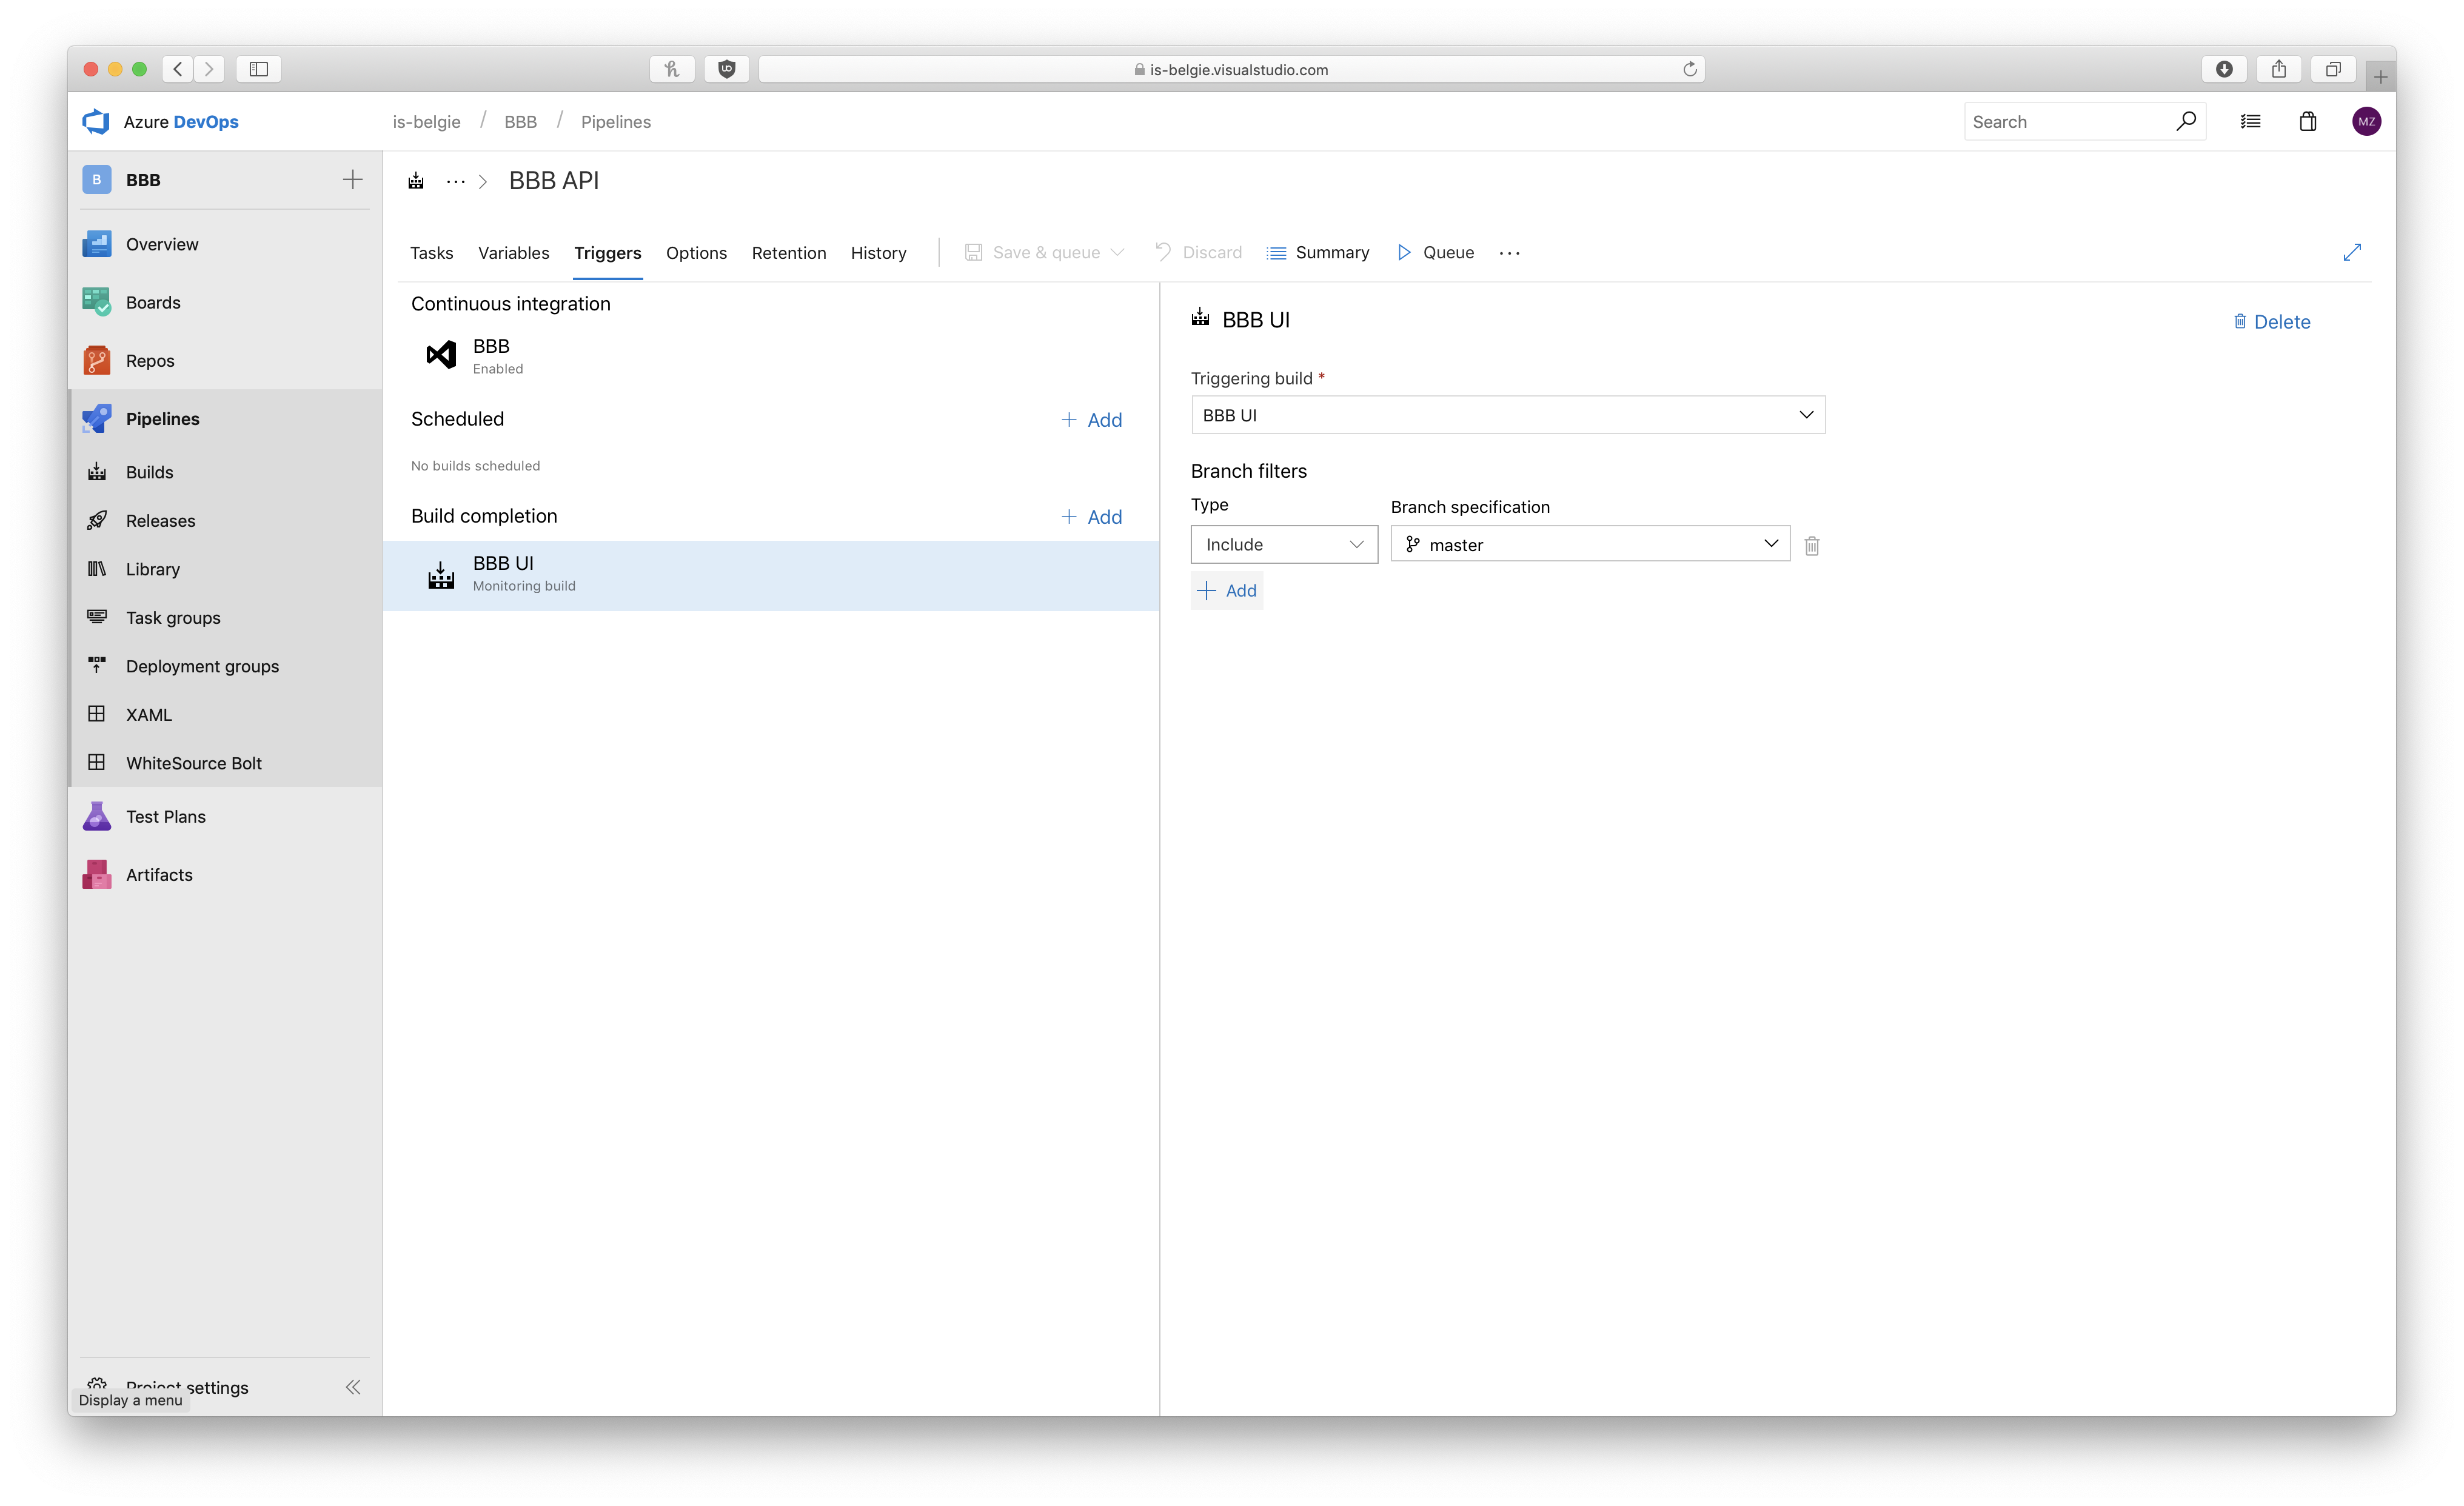 is-belgie.visualstudio.com
Azure DevOps
is-belgie / BBB / Pipelines
Search
MZ
B BBB
BBB API
Overview
Boards
Repos
Pipelines
Builds
Releases
Library
Task groups
Deployment groups
XAML
WhiteSource Bolt
Test Plans
Artifacts
Project settings
Display a menu
Tasks Variables Triggers Options Retention History Save & queue Discard Summary Queue ...
Continuous integration
BBB
Enabled
Scheduled + Add
No builds scheduled
Build completion + Add
BBB UI
Monitoring build
BBB UI Delete
Triggering build *
BBB UI
Branch filters
Type Branch specification
Include master
+ Add